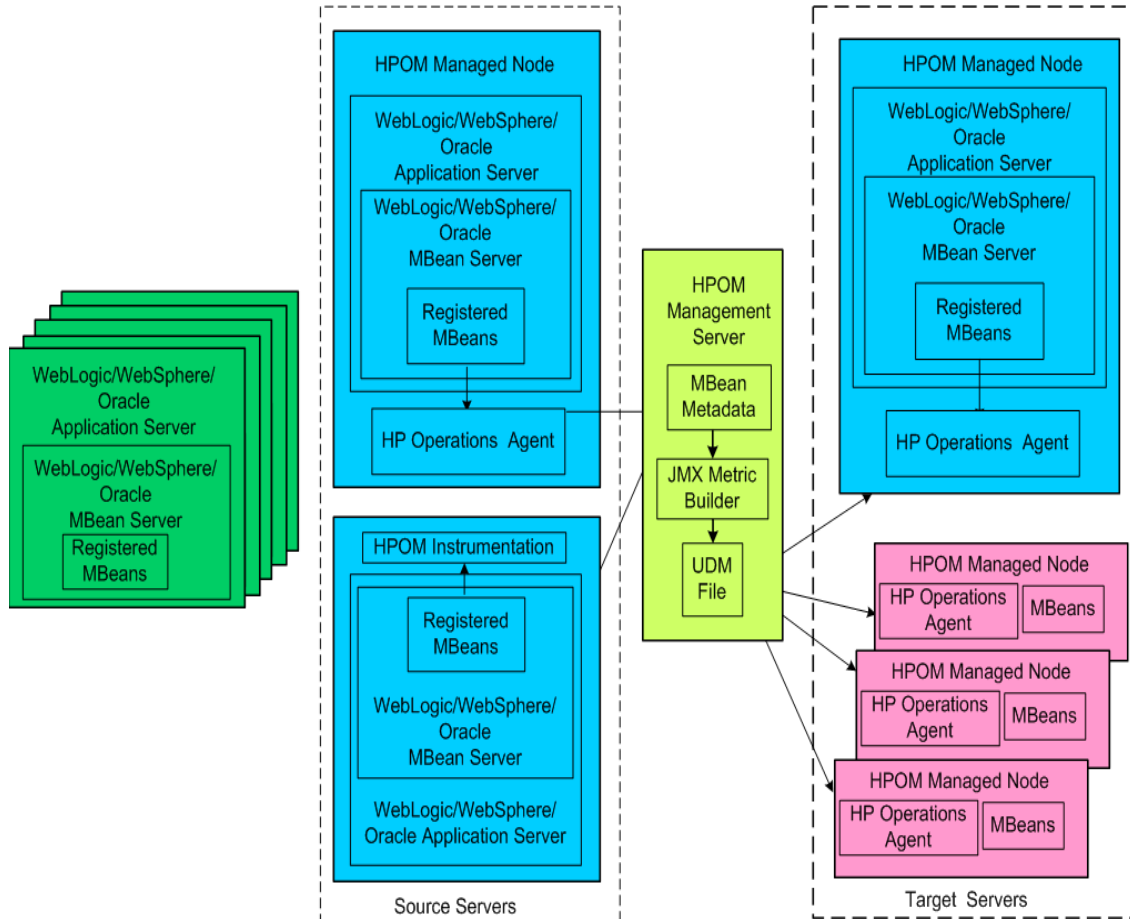 WebLogic/WebSphere/
Oracle
Application Server
WebLogic/WebSphere/
Oracle
MBean Server
Registered
MBeans
HPOM Managed Node
WebLogic/WebSphere/
Oracle
Application Server
WebLogic/WebSphere/
Oracle
MBean Server
Registered
MBeans
HP Operations Agent
HPOM Instrumentation
Registered
MBeans
WebLogic/WebSphere/
Oracle
MBean Server
WebLogic/WebSphere/
Oracle Application Server
Source Servers
HPOM
Management
Server
MBean
Metadata
JMX Metric
Builder
UDM
File
HPOM Managed Node
WebLogic/WebSphere/
Oracle
Application Server
WebLogic/WebSphere/
Oracle
MBean Server
Registered
MBeans
HP Operations Agent
HPOM Managed Node
HP Operations
Agent
MBeans
HPOM Managed Node
HP Operations
Agent
MBeans
HPOM Managed Node
HP Operations
Agent
MBeans
Target Servers